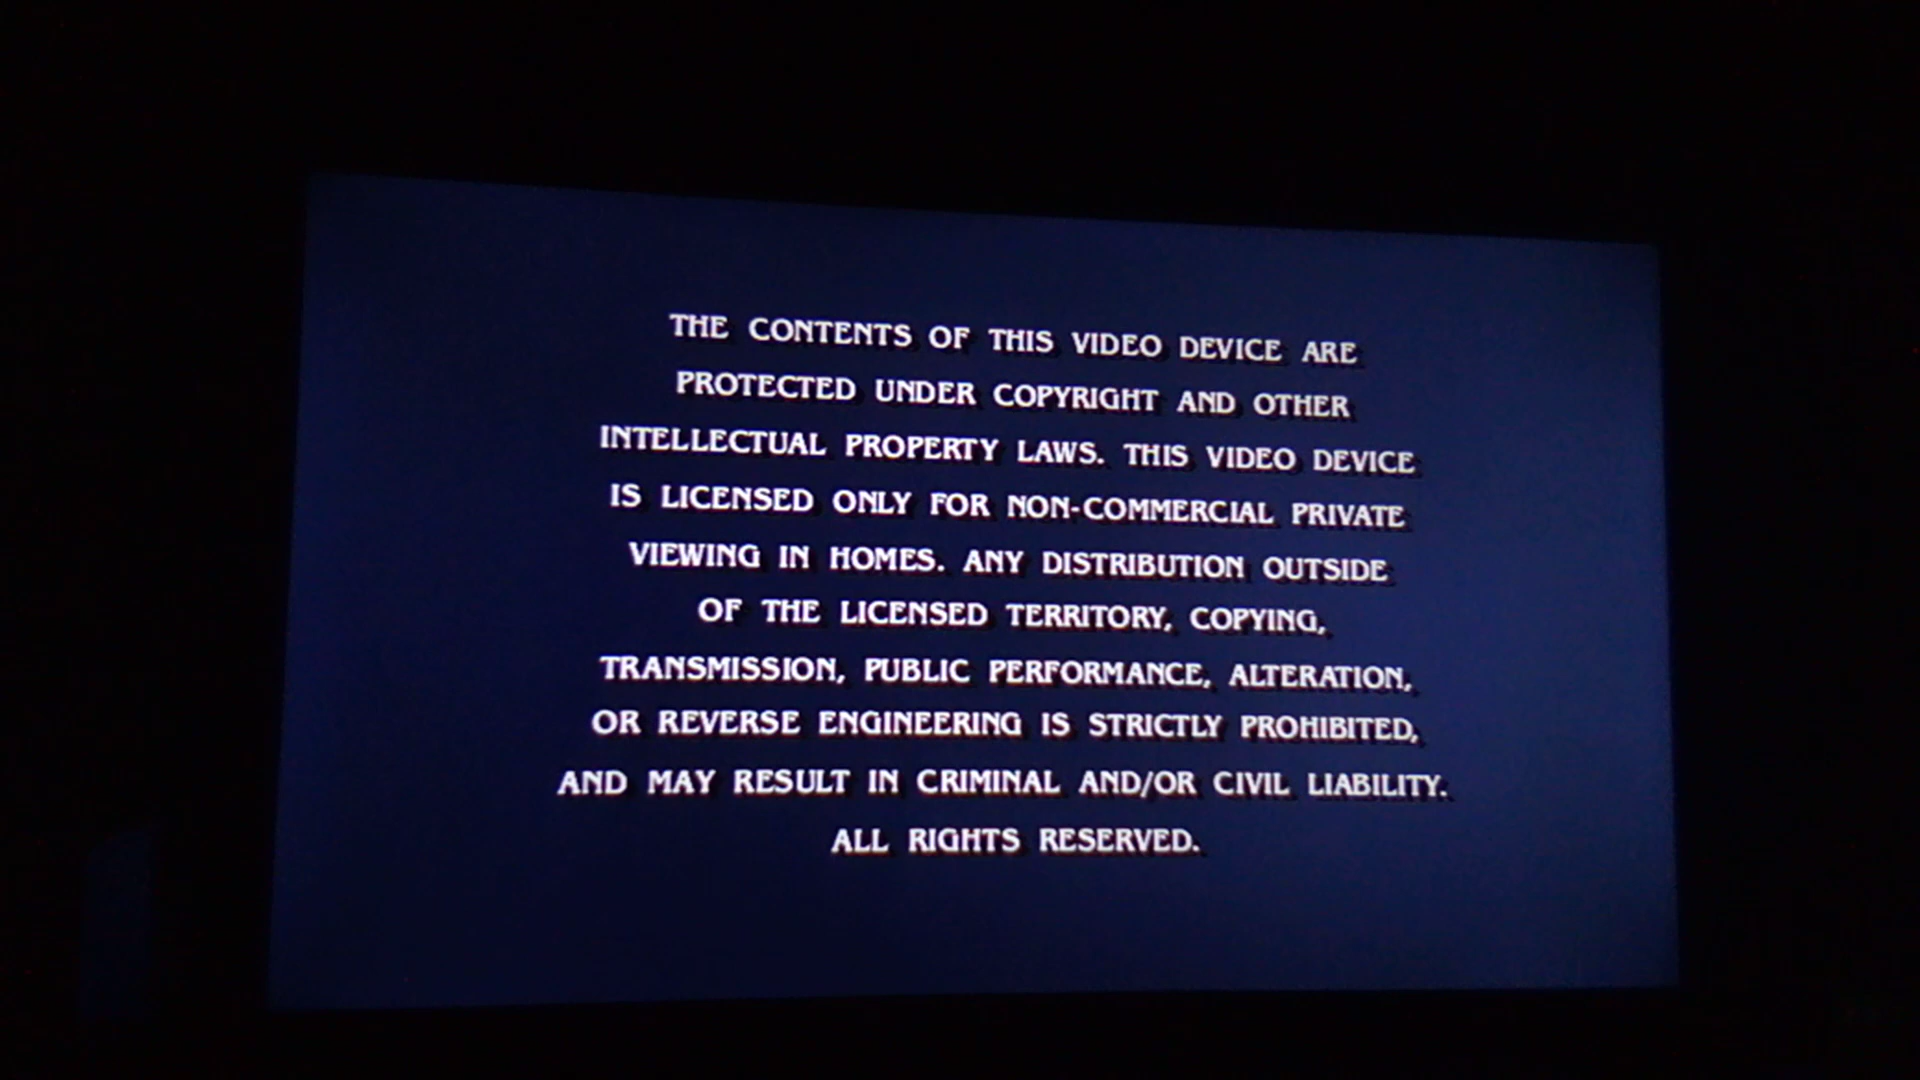 THE CONTENTS OF THIS VIDEO DEVICE ARE
PROTECTED UNDER COPYRIGHT AND OTHER
INTELLECTUAL PROPERTY LAWS. THIS VIDEO DEVICE
IS LICENSED ONLY FOR NON-COMMERCIAL PRIVATE
VIEWING IN HOMES. ANY DISTRIBUTION OUTSIDE
OF THE LICENSED TERRITORY, COPYING,
TRANSMISSION, PUBLIC PERFORMANCE, ALTERATION,
OR REVERSE ENGINEERING IS STRICTLY PROHIBITED,
AND MAY RESULT IN CRIMINAL AND/OR CIVIL LIABILITY.
ALL RIGHTS RESERVED.